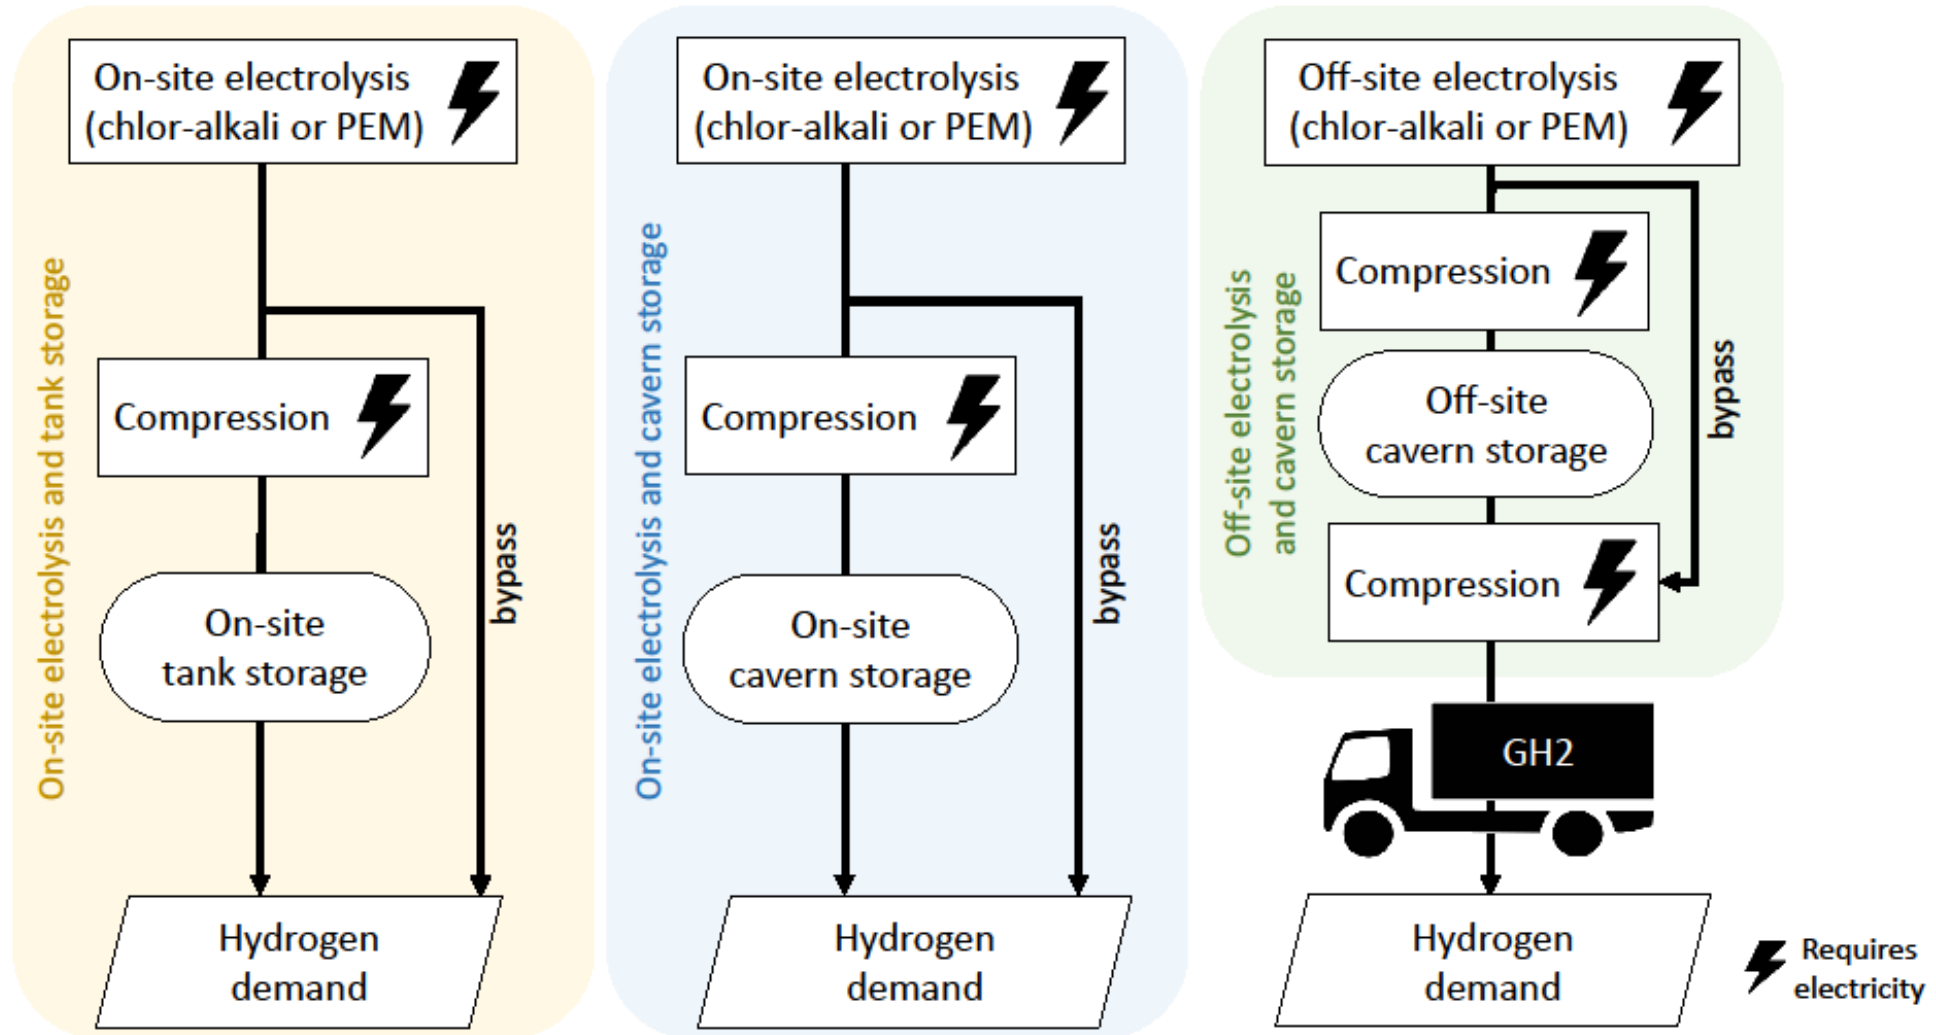 On-site electrolysis and tank storage
On-site electrolysis
(chlor-alkali or PEM)
Compression
On-site
tank storage
bypass
Hydrogen
demand
On-site electrolysis and cavern storage
On-site electrolysis
(chlor-alkali or PEM)
Compression
On-site
cavern storage
bypass
Hydrogen
demand
Off-site electrolysis
and cavern storage
Off-site electrolysis
(chlor-alkali or PEM)
Compression
Off-site
cavern storage
Compression
bypass
GH2
Hydrogen
demand
Requires
electricity